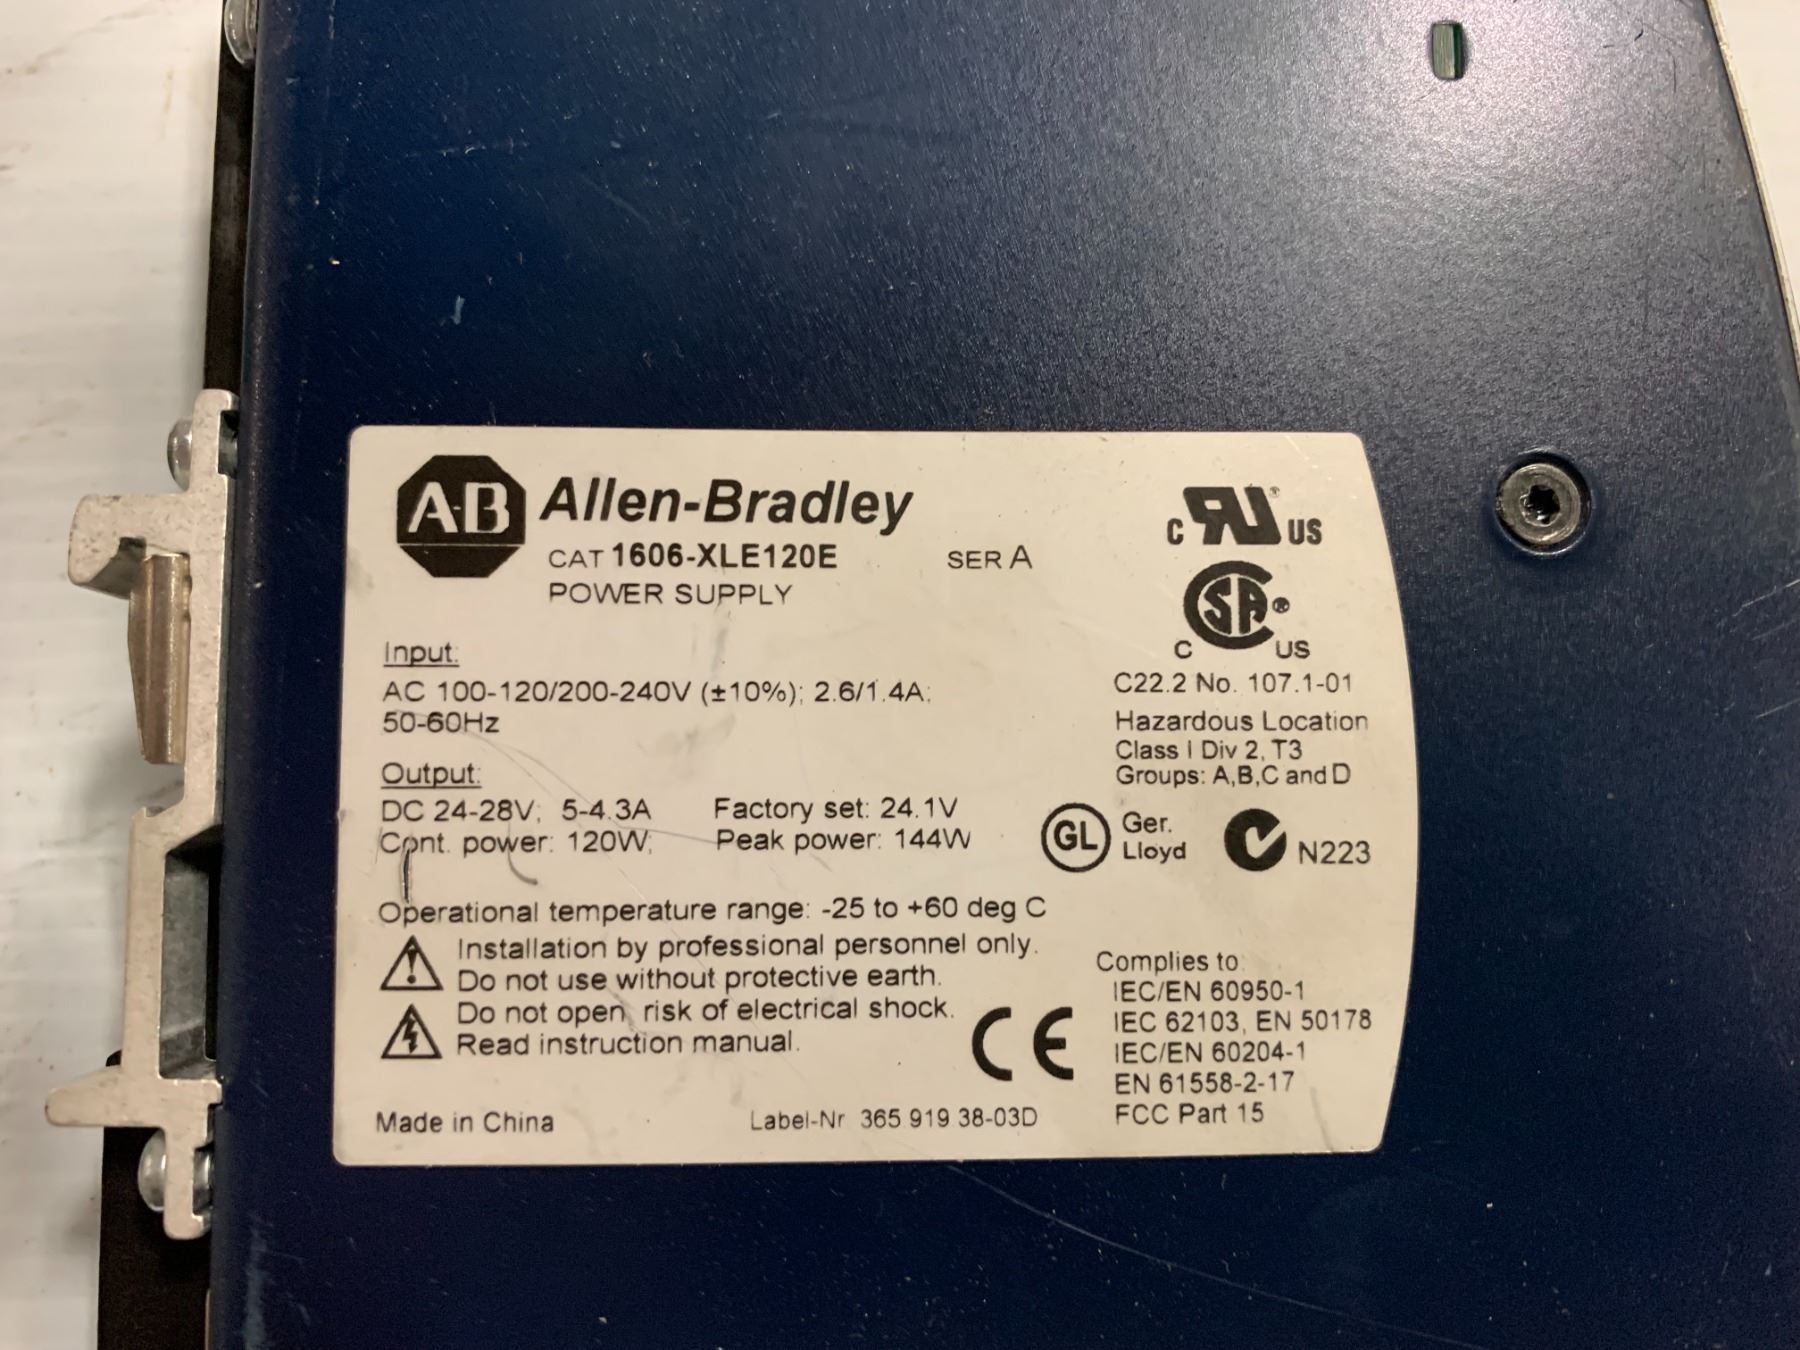 A-B Allen-Bradley
CAT 1606-XLE120E SER A
POWER SUPPLY
Input:
AC 100-120/200-240V (±10%); 2.6/1.4A;
50-60Hz
Output:
DC 24-28V; 5-4.3A Factory set: 24.1V
Cont. power: 120W; Peak power: 144W
Operational temperature range: -25 to +60 deg C
Installation by professional personnel only.
Do not use without protective earth.
Do not open, risk of electrical shock.
Read instruction manual.
Made in China Label-Nr 365.919.38-03D
C RU ® US
C SA ® US
C22.2 No. 107.1-01
Hazardous Location
Class I Div 2, T3
Groups: A,B,C and D
GL Ger.
Lloyd
N223
CE
Complies to:
IEC/EN 60950-1
IEC 62103, EN 50178
IEC/EN 60204-1
EN 61558-2-17
FCC Part 15